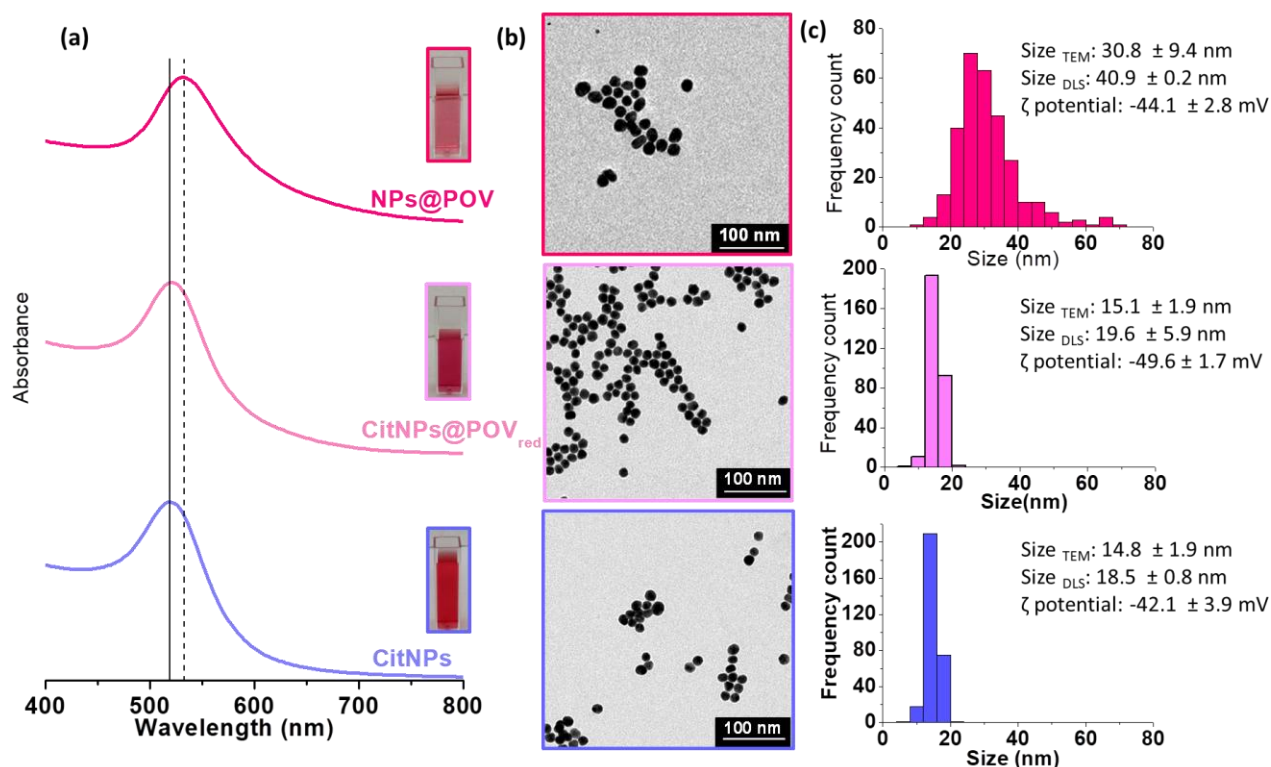 (a)
NPs@POV
CitNPs@POVred
CitNPs
Absorbance
400 500 600 700 800
Wavelength (nm)
(b)
100 nm
100 nm
100 nm
(c)
Frequency count
80
60
40
20
0
0 20 40 60 80
Size (nm)
Size TEM: 30.8 ± 9.4 nm
Size DLS: 40.9 ± 0.2 nm
ζ potential: -44.1 ± 2.8 mV
Frequency count
200
160
120
80
40
0
0 20 40 60 80
Size(nm)
Size TEM: 15.1 ± 1.9 nm
Size DLS: 19.6 ± 5.9 nm
ζ potential: -49.6 ± 1.7 mV
Frequency count
200
160
120
80
40
0
0 20 40 60 80
Size (nm)
Size TEM: 14.8 ± 1.9 nm
Size DLS: 18.5 ± 0.8 nm
ζ potential: -42.1 ± 3.9 mV